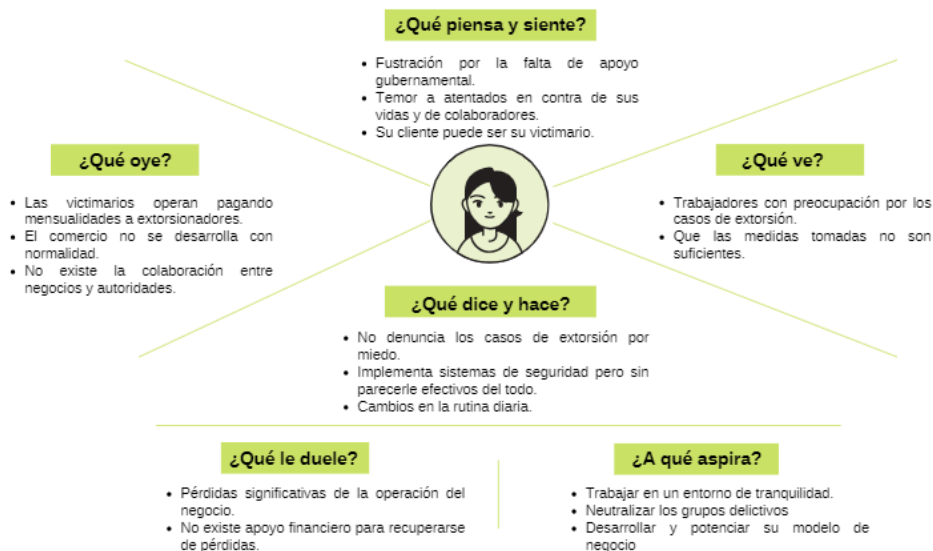 ¿Qué piensa y siente?
• Fustración por la falta de apoyo
gubernamental.
• Temor a atentados en contra de sus
vidas y de colaboradores.
• Su cliente puede ser su victimario.
¿Qué oye?
• Las victimarios operan pagando
mensualidades a extorsionadores.
• El comercio no se desarrolla con
normalidad.
• No existe la colaboración entre
negocios y autoridades.
¿Qué ve?
• Trabajadores con preocupación por los
casos de extorsión.
• Que las medidas tomadas no son
suficientes.
¿Qué dice y hace?
• No denuncia los casos de extorsión por
miedo.
• Implementa sistemas de seguridad pero sin
parecerle efectivos del todo.
• Cambios en la rutina diaria.
¿Qué le duele?
• Pérdidas significativas de la operación del
negocio.
• No existe apoyo financiero para recuperarse
de pérdidas.
¿A qué aspira?
• Trabajar en un entorno de tranquilidad.
• Neutralizar los grupos delictivos
• Desarrollar y potenciar su modelo de
negocio